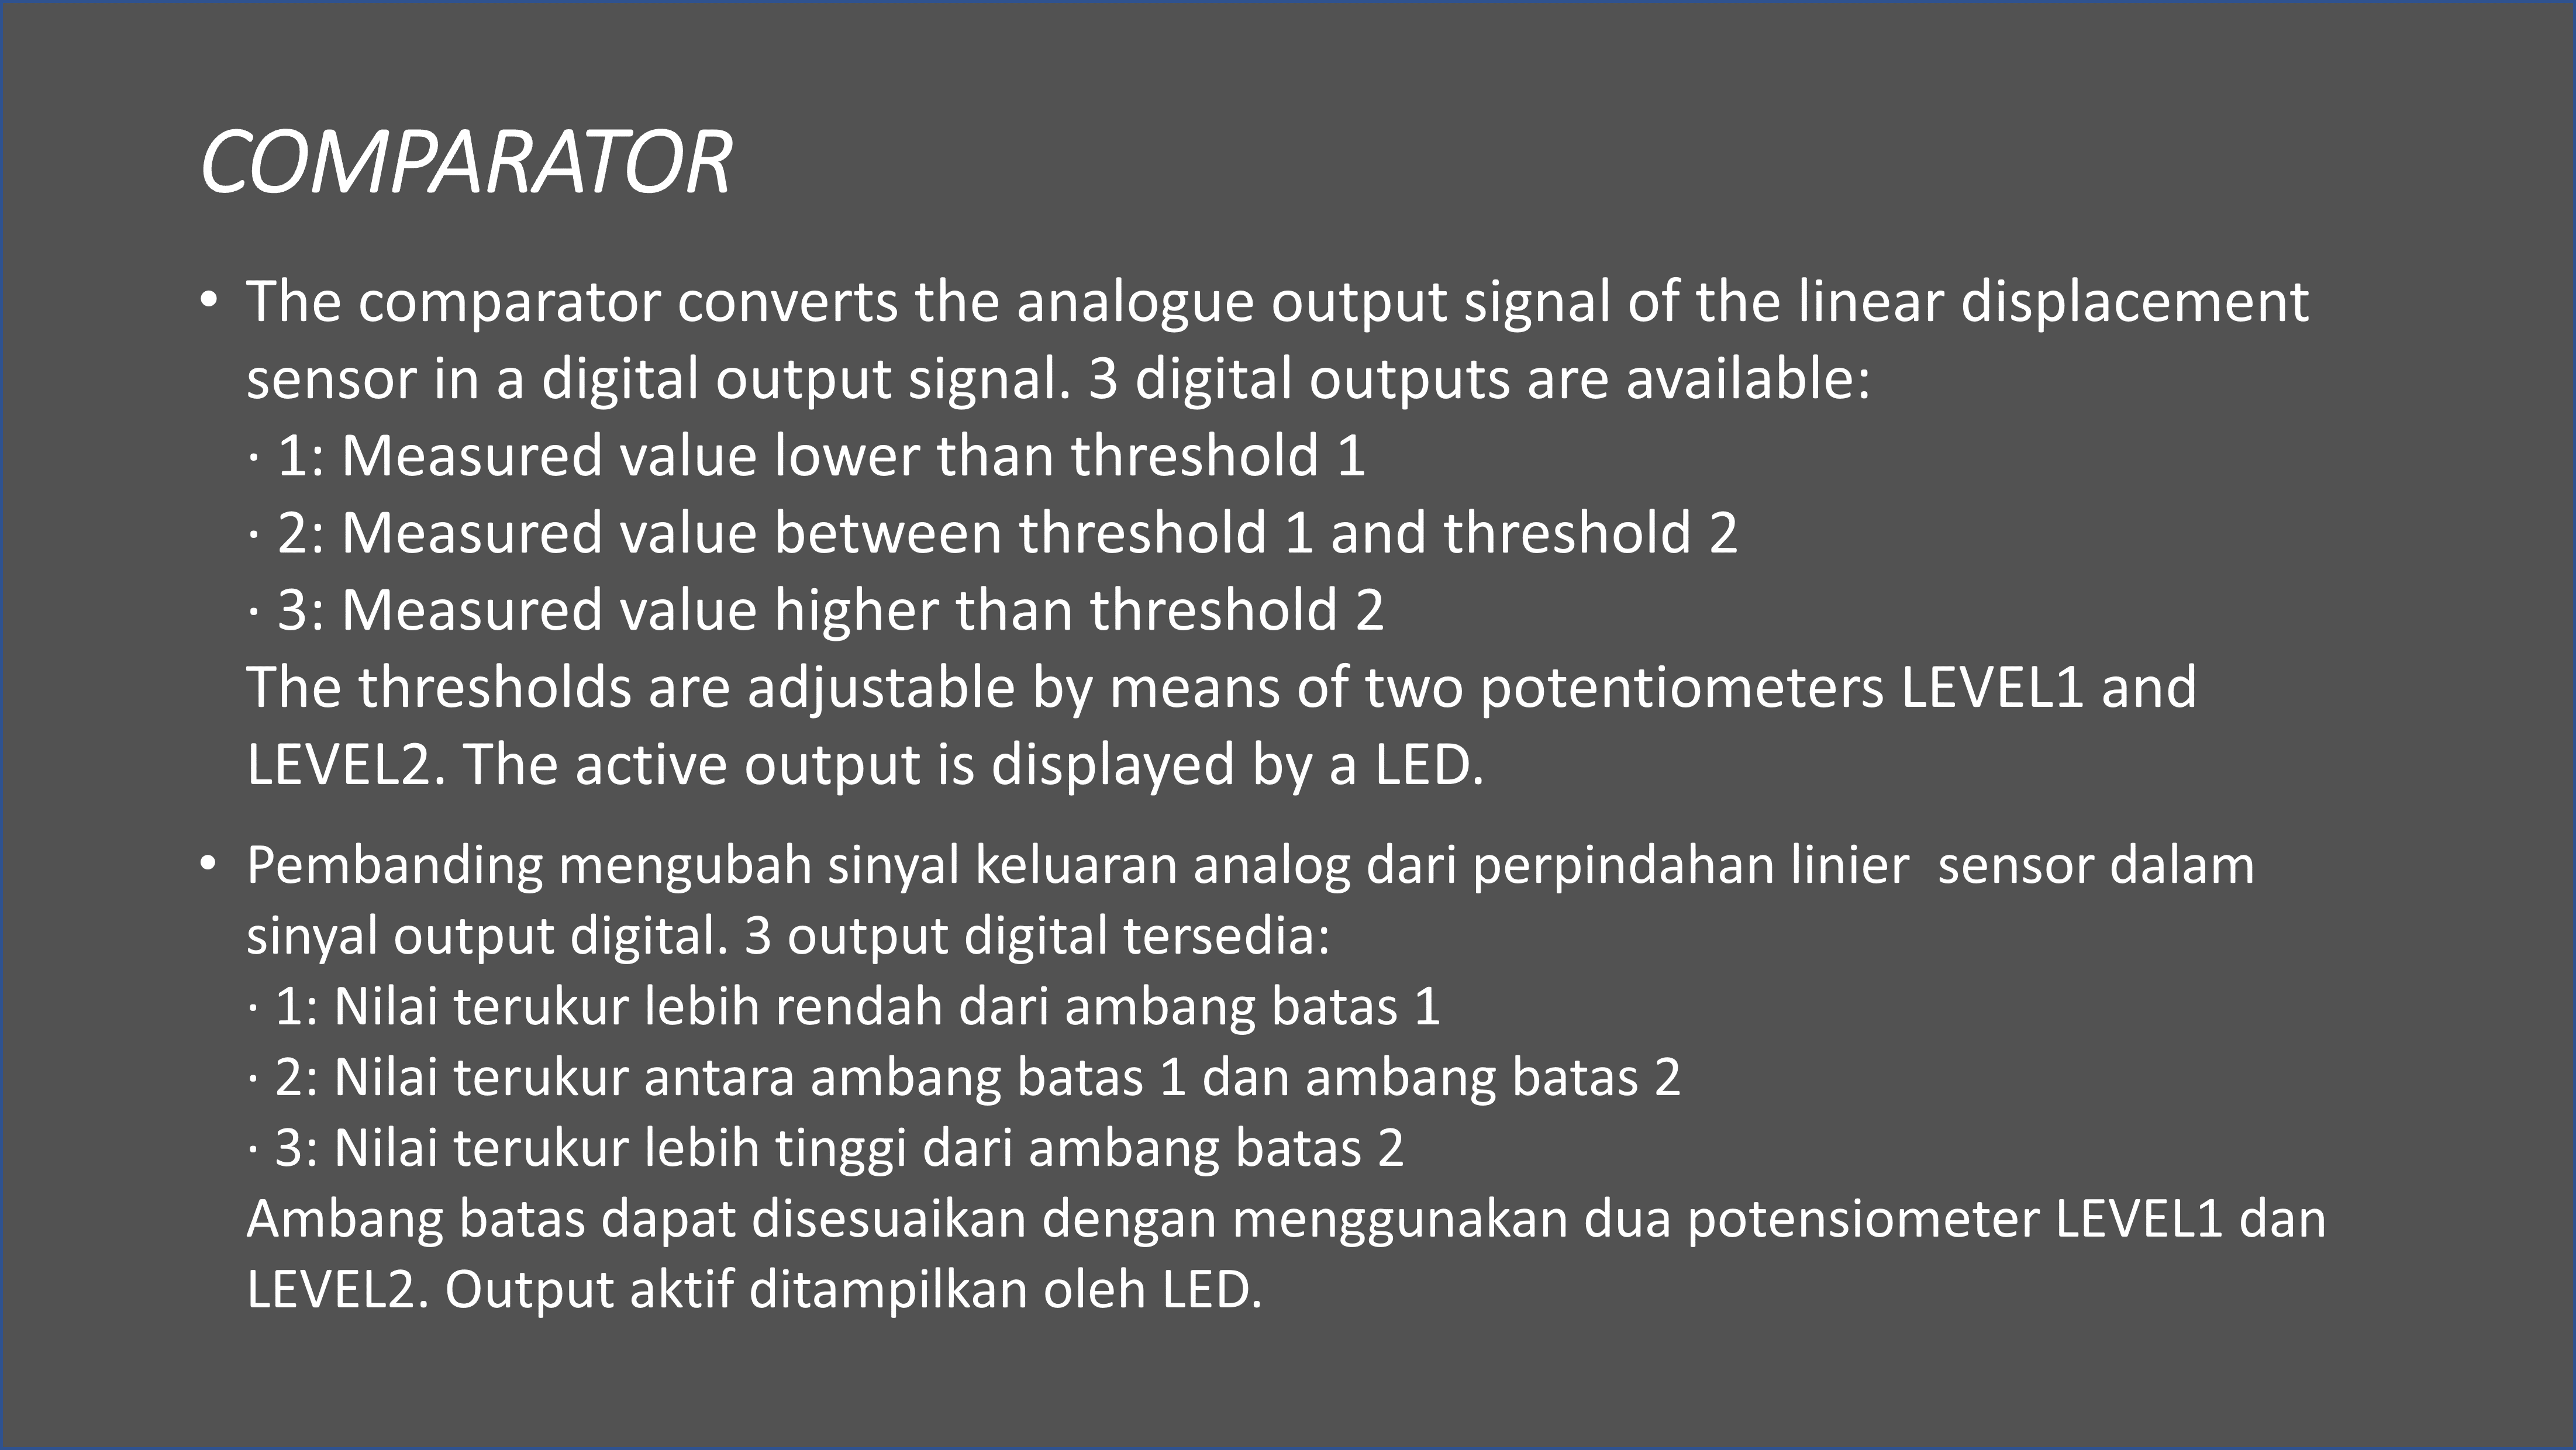 COMPARATOR
• The comparator converts the analogue output signal of the linear displacement
sensor in a digital output signal. 3 digital outputs are available:
· 1: Measured value lower than threshold 1
· 2: Measured value between threshold 1 and threshold 2
· 3: Measured value higher than threshold 2
The thresholds are adjustable by means of two potentiometers LEVEL1 and
LEVEL2. The active output is displayed by a LED.
• Pembanding mengubah sinyal keluaran analog dari perpindahan linier  sensor dalam
sinyal output digital. 3 output digital tersedia:
· 1: Nilai terukur lebih rendah dari ambang batas 1
· 2: Nilai terukur antara ambang batas 1 dan ambang batas 2
· 3: Nilai terukur lebih tinggi dari ambang batas 2
Ambang batas dapat disesuaikan dengan menggunakan dua potensiometer LEVEL1 dan
LEVEL2. Output aktif ditampilkan oleh LED.